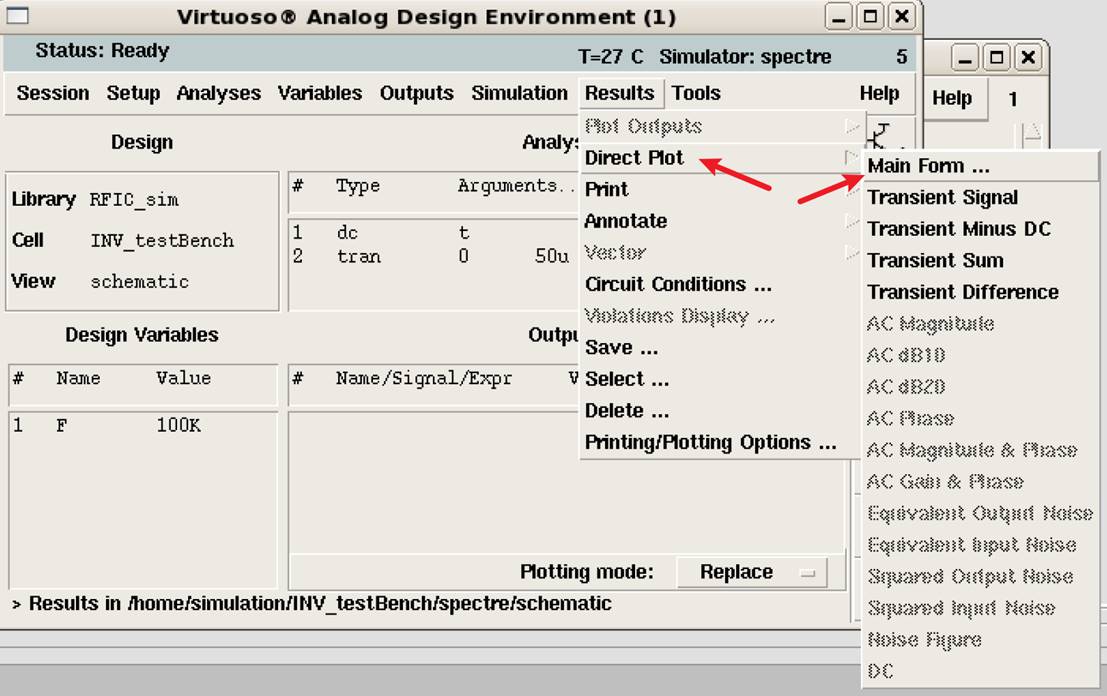 Virtuoso® Analog Design Environment (1)
Status: Ready
T=27 C Simulator: spectre 5
Session Setup Analyses Variables Outputs Simulation Results Tools Help
Help 1
Design
Analys
Library RFIC_sim
Cell INV_testBench
View schematic
# Type Arguments..
1 dc t
2 tran 0 50u
Design Variables
Outpu
# Name Value
1 F 100K
# Name/Signal/Expr V
Plot Outputs
Direct Plot
Print
Annotate
Vector
Circuit Conditions ...
Violations Display ...
Save ...
Select ...
Delete ...
Printing/Plotting Options ...
Main Form ...
Transient Signal
Transient Minus DC
Transient Sum
Transient Difference
AC Magnitude
AC dB10
AC dB20
AC Phase
AC Magnitude & Phase
AC Gain & Phase
Equivalent Output Noise
Equivalent Input Noise
Squared Output Noise
Squared Input Noise
Noise Figure
DC
Plotting mode: Replace
> Results in /home/simulation/INV_testBench/spectre/schematic